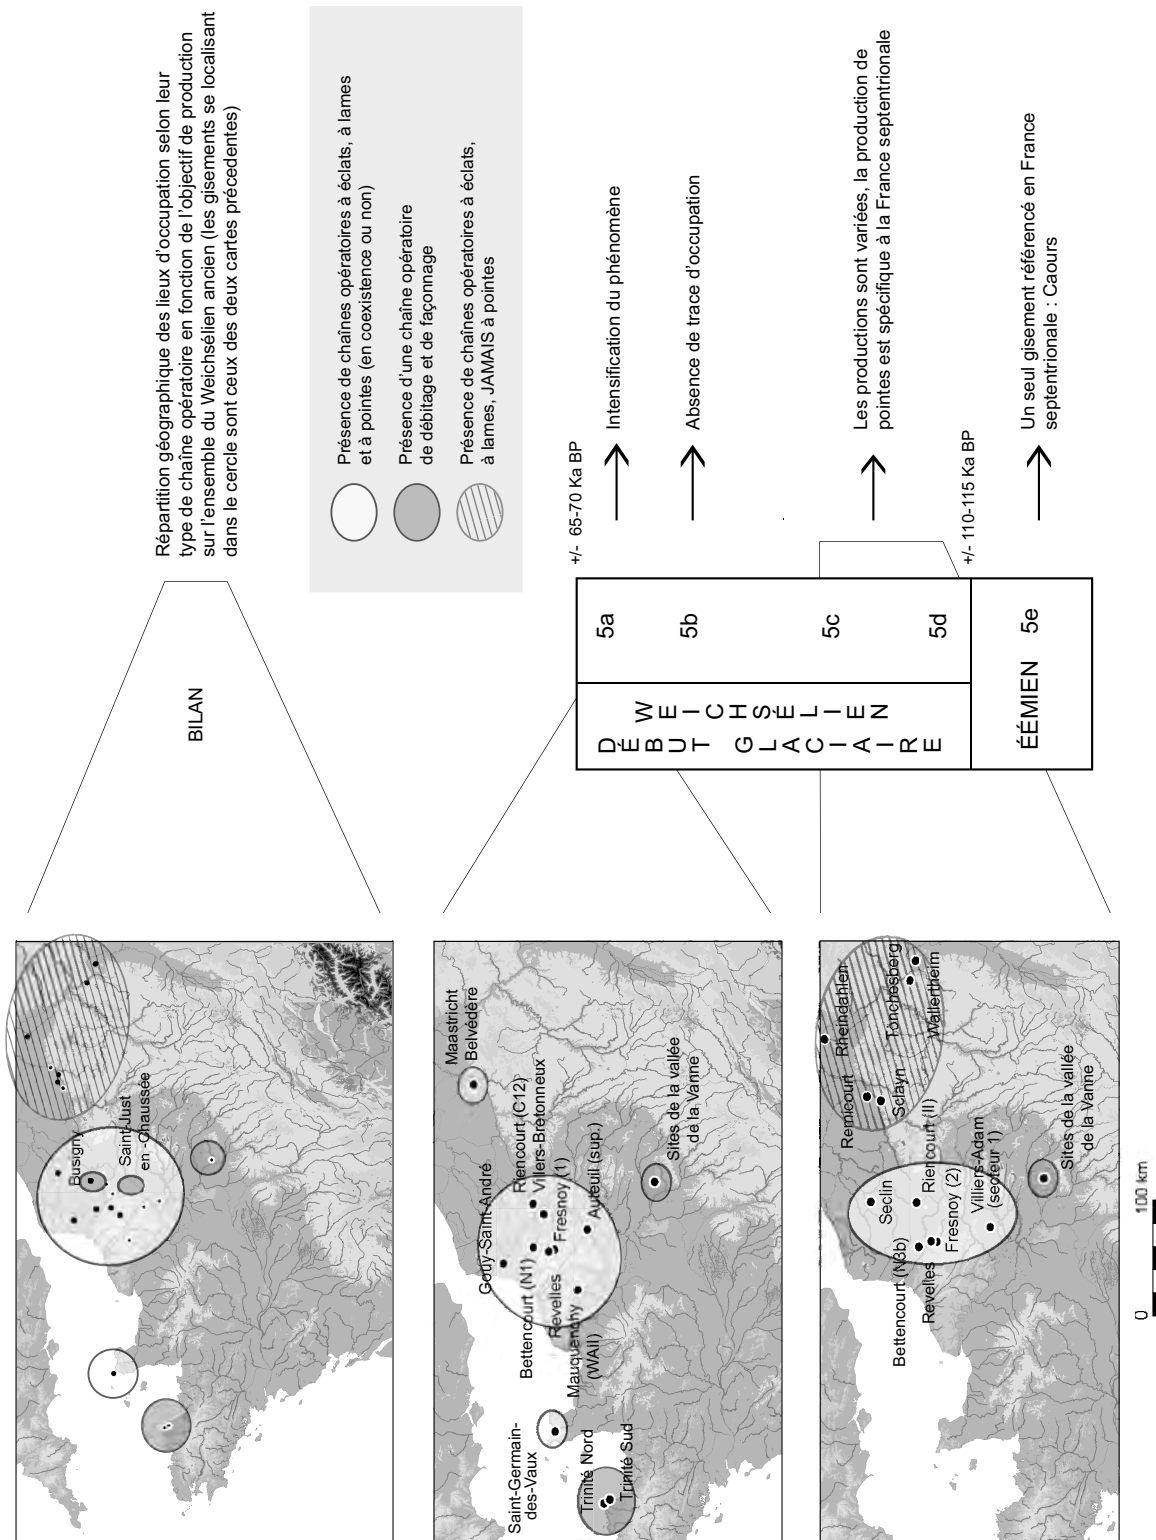 Répartition géographique des lieux d'occupation selon leur
type de chaîne opératoire en fonction de l'objectif de production
sur l'ensemble du Weichsélien ancien (les gisements se localisant
dans le cercle sont ceux des deux cartes précédentes)
BILAN
Busigny
Saint-Just
en -Chaussée
Présence de chaînes opératoires à éclats, à lames
et à pointes (en coexistence ou non)
Présence d'une chaîne opératoire
de débitage et de façonnage
Présence de chaînes opératoires à éclats,
à lames, JAMAIS à pointes
Maastricht
Belvédère
Gouy-Saint-André
Riencourt (C12)
Villers-Bretonneux
Bettencourt (N1)
Fresnoy (1)
Revelles
Auteuil (sup.)
Mauquenchy
(WAII)
Sites de la vallée
de la Vanne
Saint-Germain-
des-Vaux
Trinité Nord
Trinité Sud
+/- 65-70 Ka BP
DÉBUT GLACIAIRE
WEICHSÉLIEN
5a
Intensification du phénomène
5b
Absence de trace d'occupation
5c
5d
Les productions sont variées, la production de
pointes est spécifique à la France septentrionale
+/- 110-115 Ka BP
ÉÉMIEN 5e
Un seul gisement référencé en France
septentrionale : Caours
Rheindahlen
Remicourt
Sclayn
Tönchesberg
Wallertheim
Seclin
Riencourt (II)
Bettencourt (N3b)
Revelles
Fresnoy (2)
Villiers-Adam
(secteur 1)
Sites de la vallée
de la Vanne
0 100 km